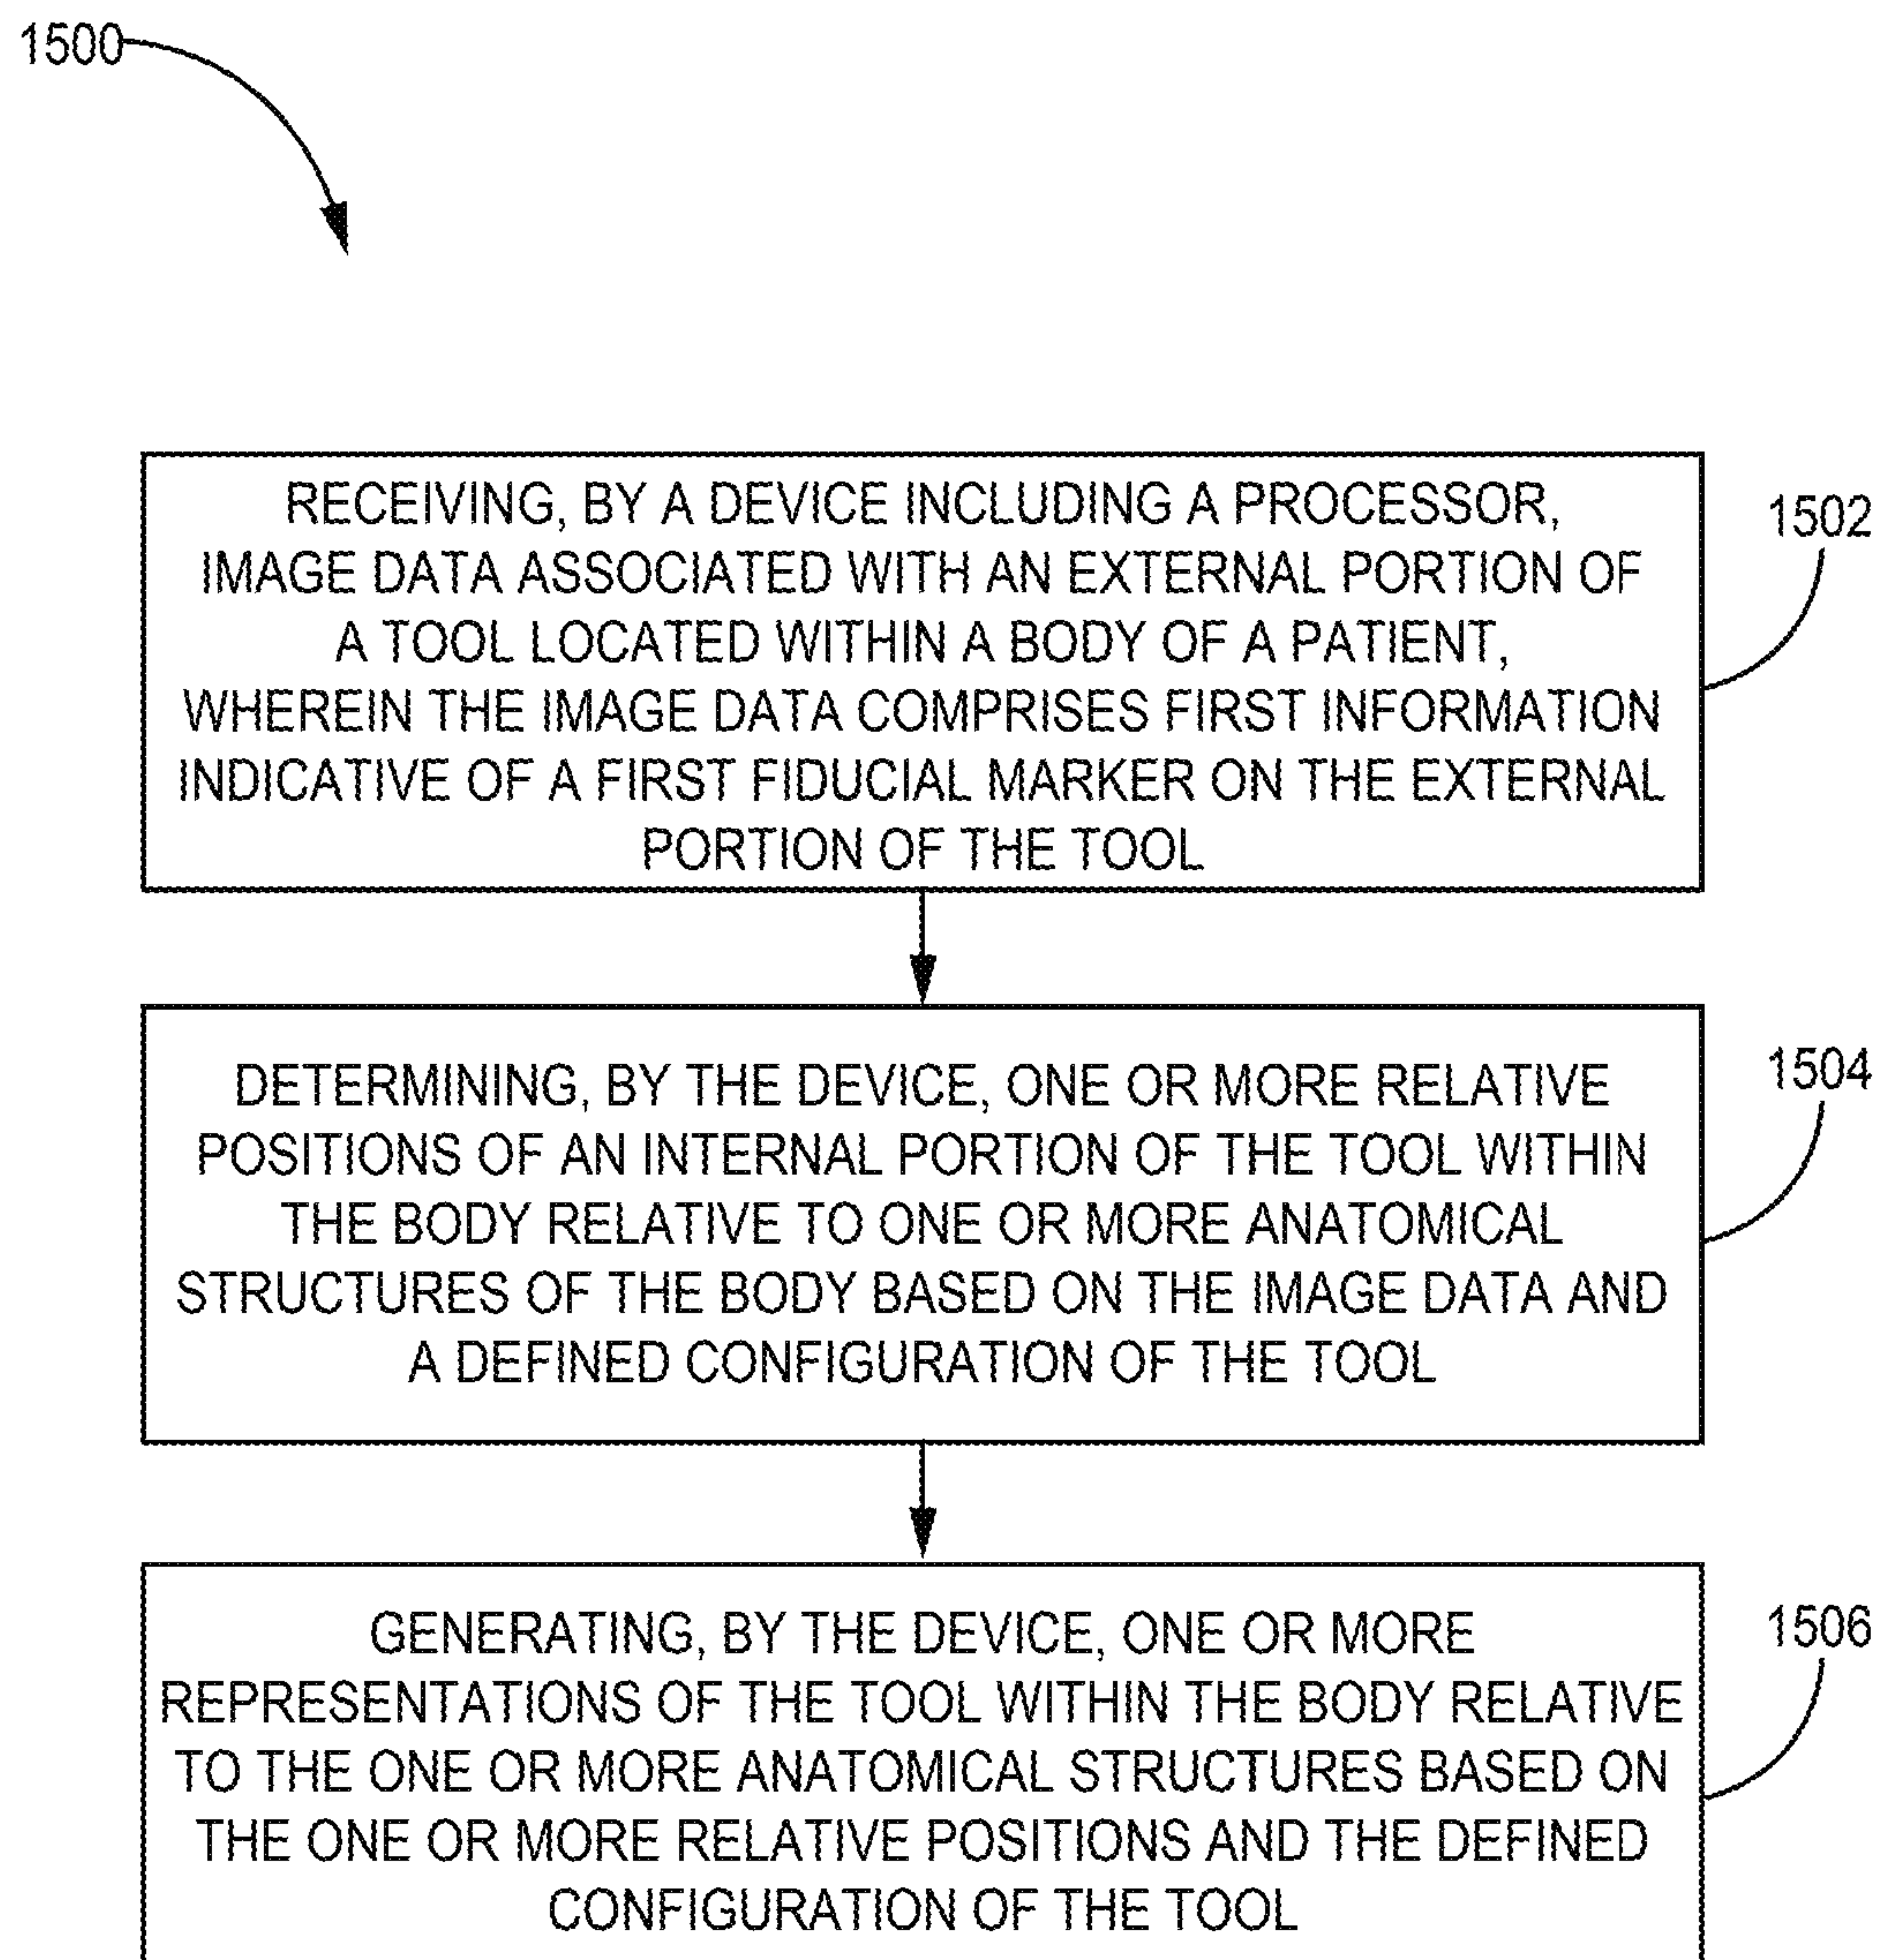 1500
RECEIVING, BY A DEVICE INCLUDING A PROCESSOR,
IMAGE DATA ASSOCIATED WITH AN EXTERNAL PORTION OF
A TOOL LOCATED WITHIN A BODY OF A PATIENT,
WHEREIN THE IMAGE DATA COMPRISES FIRST INFORMATION
INDICATIVE OF A FIRST FIDUCIAL MARKER ON THE EXTERNAL
PORTION OF THE TOOL
1502
DETERMINING, BY THE DEVICE, ONE OR MORE RELATIVE
POSITIONS OF AN INTERNAL PORTION OF THE TOOL WITHIN
THE BODY RELATIVE TO ONE OR MORE ANATOMICAL
STRUCTURES OF THE BODY BASED ON THE IMAGE DATA AND
A DEFINED CONFIGURATION OF THE TOOL
1504
GENERATING, BY THE DEVICE, ONE OR MORE
REPRESENTATIONS OF THE TOOL WITHIN THE BODY RELATIVE
TO THE ONE OR MORE ANATOMICAL STRUCTURES BASED ON
THE ONE OR MORE RELATIVE POSITIONS AND THE DEFINED
CONFIGURATION OF THE TOOL
1506